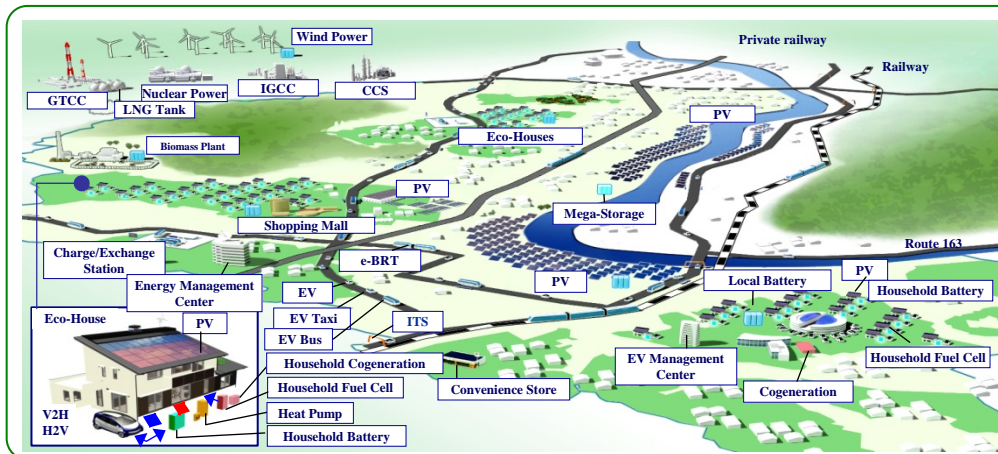 Wind Power
Private railway
Railway
GTCC
LNG Tank
Nuclear Power
IGCC
CCS
PV
Eco-Houses
Biomass Plant
PV
Mega-Storage
Shopping Mall
Charge/Exchange
Station
Energy Management
Center
e-BRT
Route 163
EV
PV
Local Battery
PV
Household Battery
EV Taxi
EV Bus
ITS
Eco-House
PV
Household Cogeneration
Household Fuel Cell
Heat Pump
Household Battery
V2H
H2V
Convenience Store
EV Management
Center
Cogeneration
Household Fuel Cell